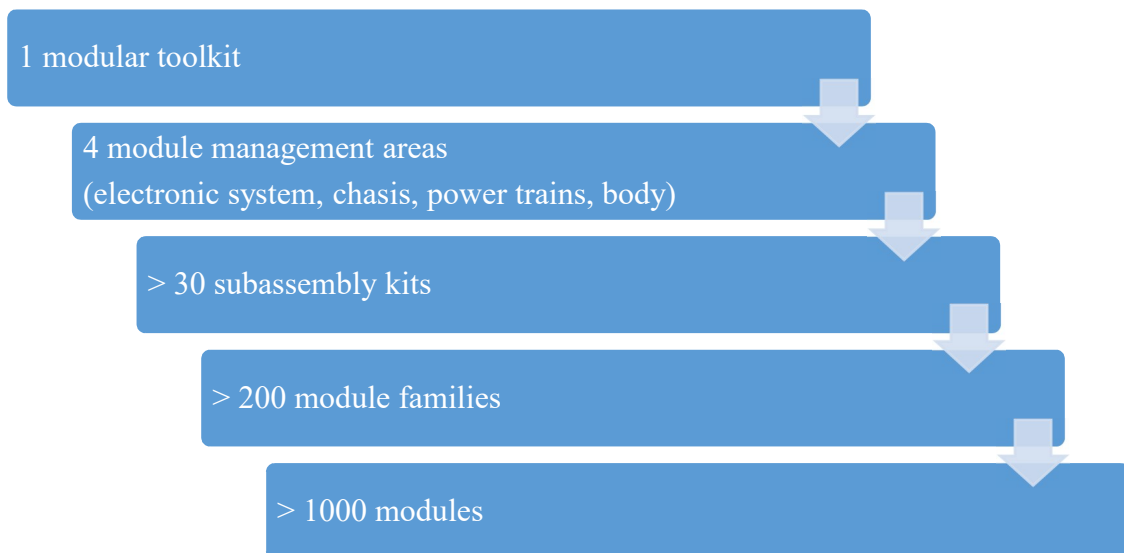 1 modular toolkit
4 module management areas
(electronic system, chasis, power trains, body)
> 30 subassembly kits
> 200 module families
> 1000 modules